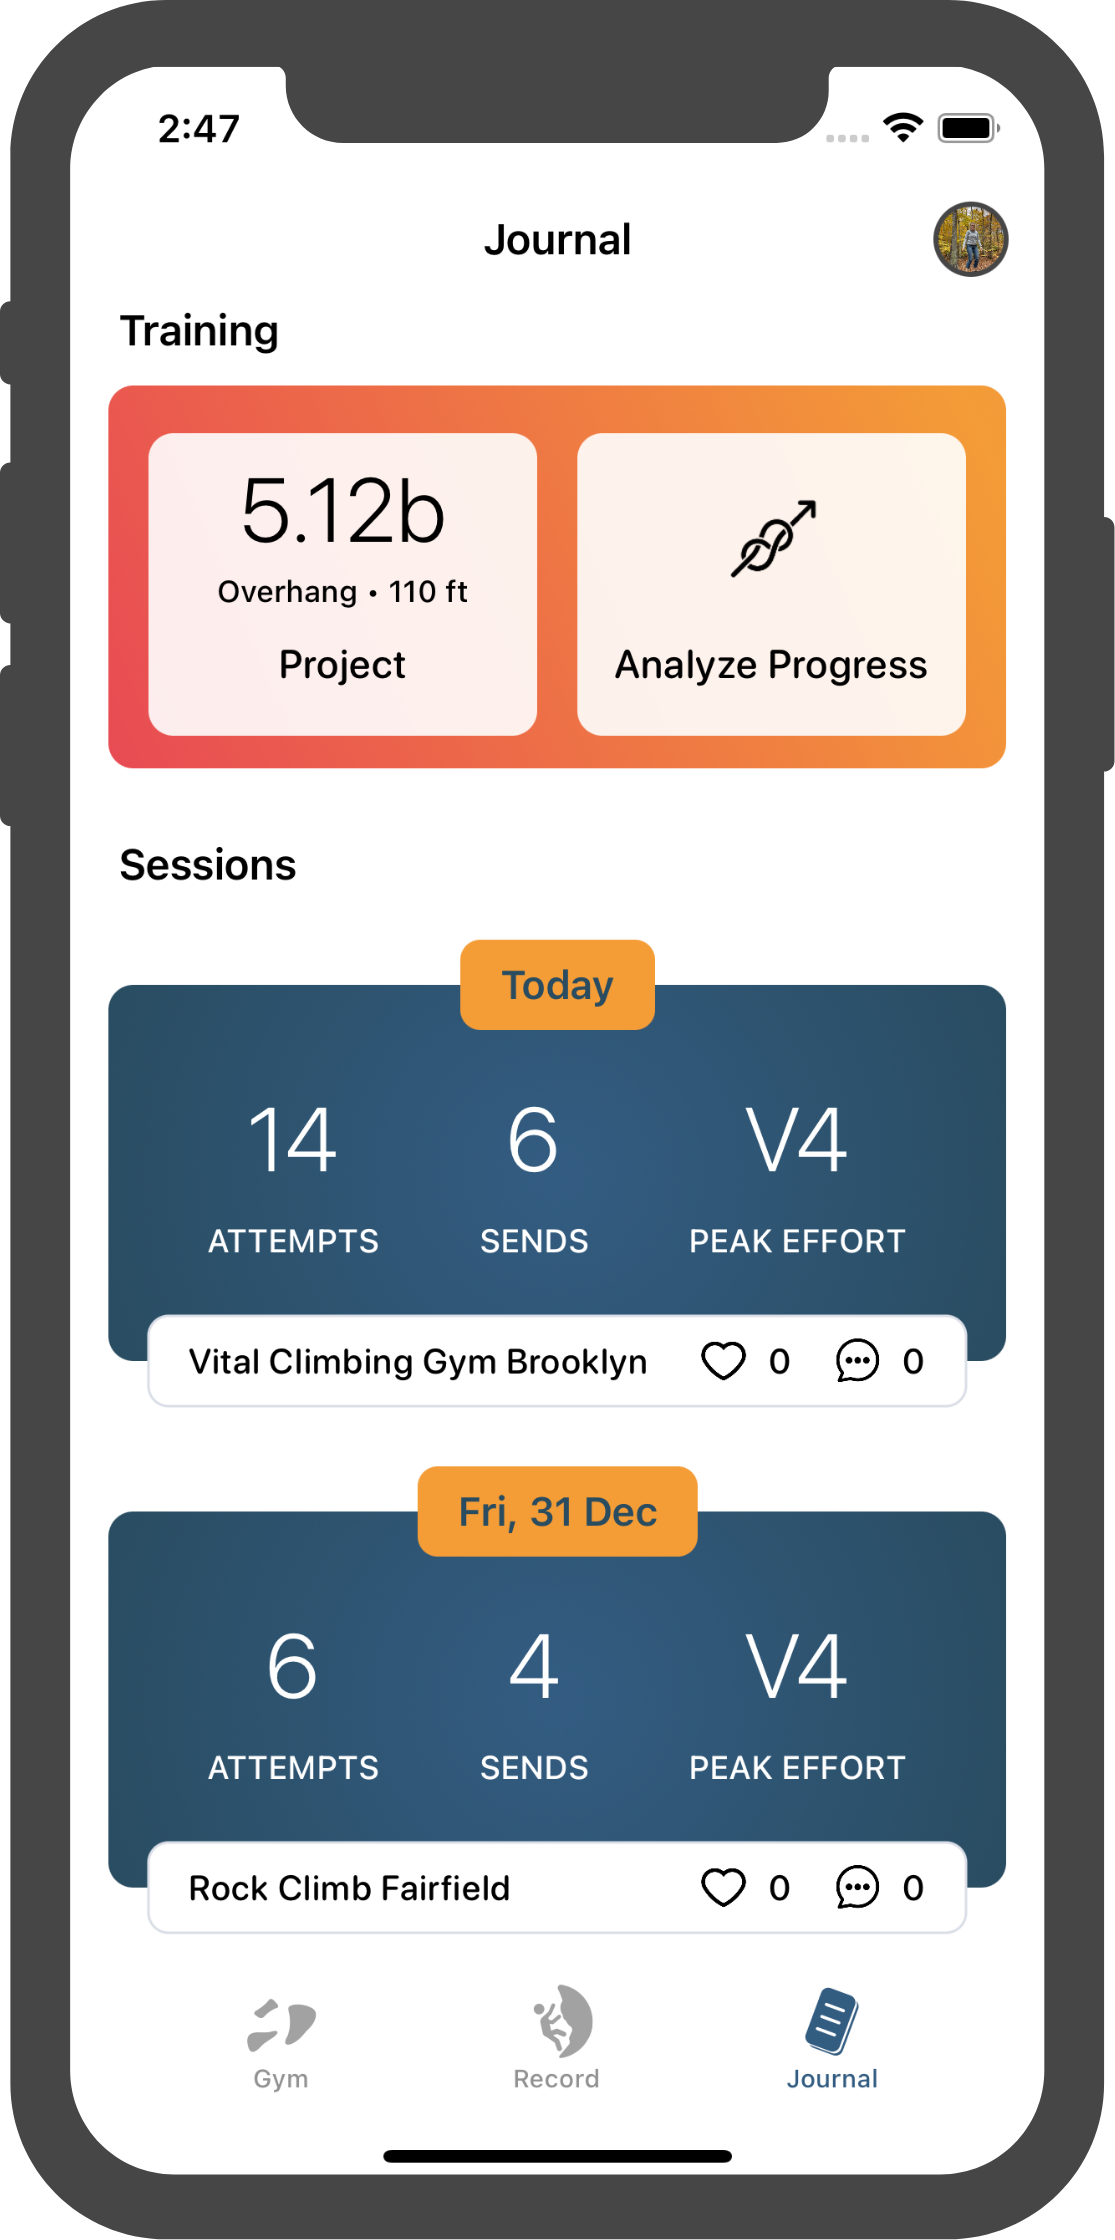 2:47
Journal
Training
5.12b
Overhang • 110 ft
Project
Analyze Progress
Sessions
Today
14 6 V4
ATTEMPTS SENDS PEAK EFFORT
Vital Climbing Gym Brooklyn 0 0
Fri, 31 Dec
6 4 V4
ATTEMPTS SENDS PEAK EFFORT
Rock Climb Fairfield 0 0
Gym Record Journal